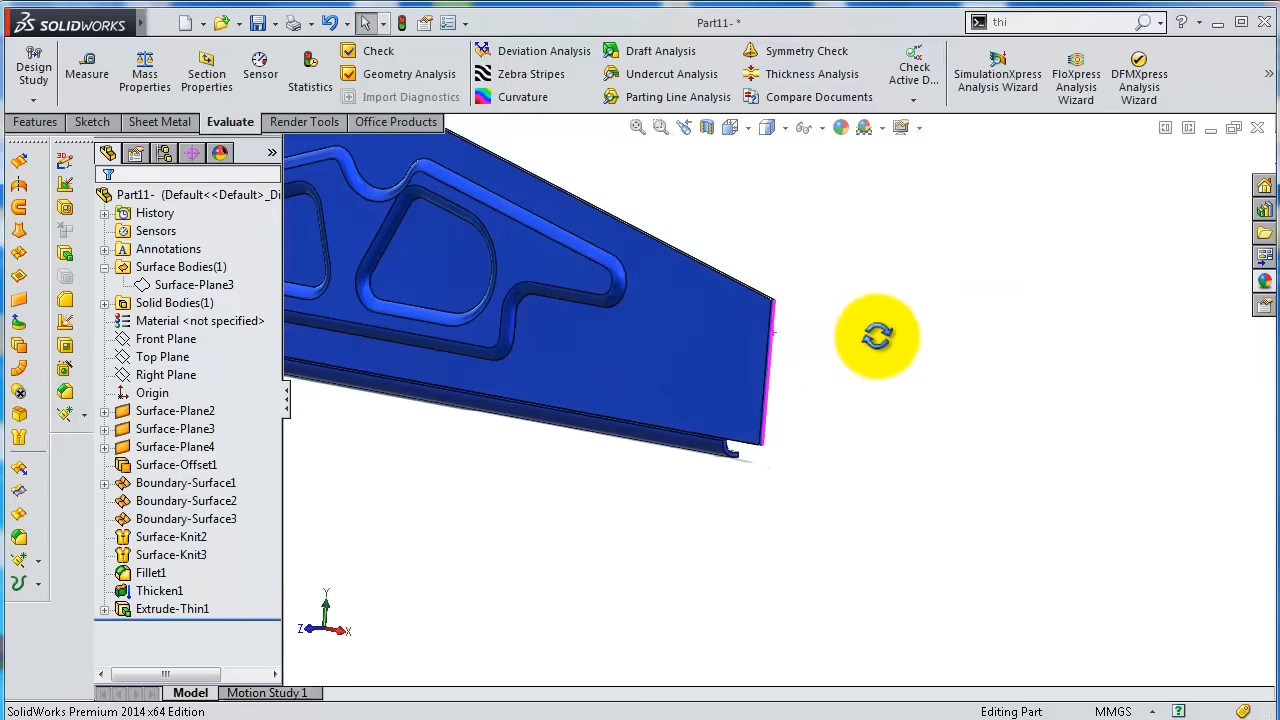 SOLIDWORKS
Part11- *
thi
Design Study
Measure
Mass Properties
Section Properties
Sensor
Statistics
Check
Geometry Analysis
Import Diagnostics
Deviation Analysis
Zebra Stripes
Curvature
Draft Analysis
Undercut Analysis
Parting Line Analysis
Symmetry Check
Thickness Analysis
Compare Documents
Check Active D...
SimulationXpress Analysis Wizard
FloXpress Analysis Wizard
DFMXpress Analysis Wizard
Features
Sketch
Sheet Metal
Evaluate
Render Tools
Office Products
Part11- (Default<<Default>_Di
History
Sensors
Annotations
Surface Bodies(1)
Surface-Plane3
Solid Bodies(1)
Material <not specified>
Front Plane
Top Plane
Right Plane
Origin
Surface-Plane2
Surface-Plane3
Surface-Plane4
Surface-Offset1
Boundary-Surface1
Boundary-Surface2
Boundary-Surface3
Surface-Knit2
Surface-Knit3
Fillet1
Thicken1
Extrude-Thin1
Y
Z
X
Model
Motion Study 1
SolidWorks Premium 2014 x64 Edition
Editing Part
MMGS